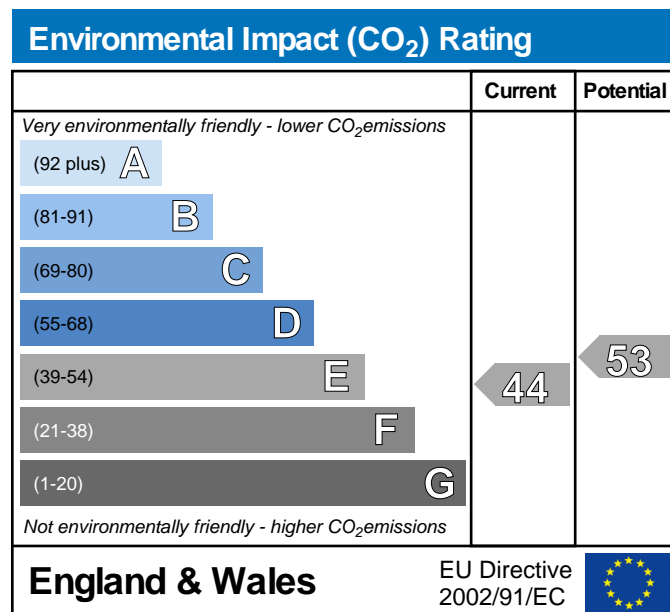 Environmental Impact (CO₂) Rating
Current Potential
Very environmentally friendly - lower CO₂emissions
(92 plus) A
(81-91) B
(69-80) C
(55-68) D
(39-54) E
44
53
(21-38) F
(1-20) G
Not environmentally friendly - higher CO₂emissions
England & Wales
EU Directive
2002/91/EC